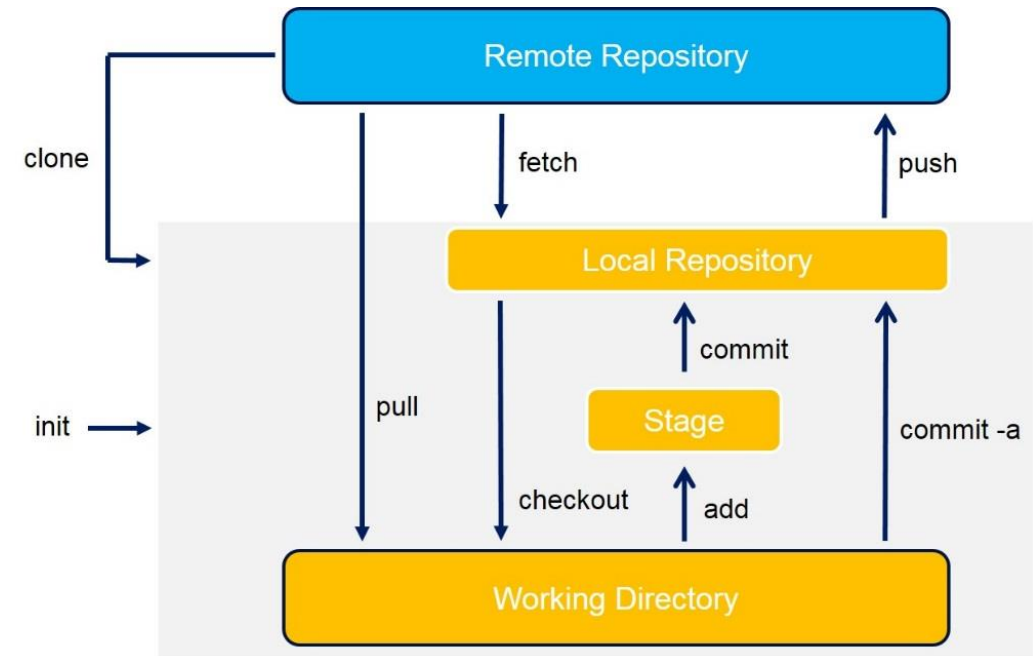 Remote Repository
clone
fetch
push
Local Repository
commit
pull
Stage
init
commit -a
checkout
add
Working Directory